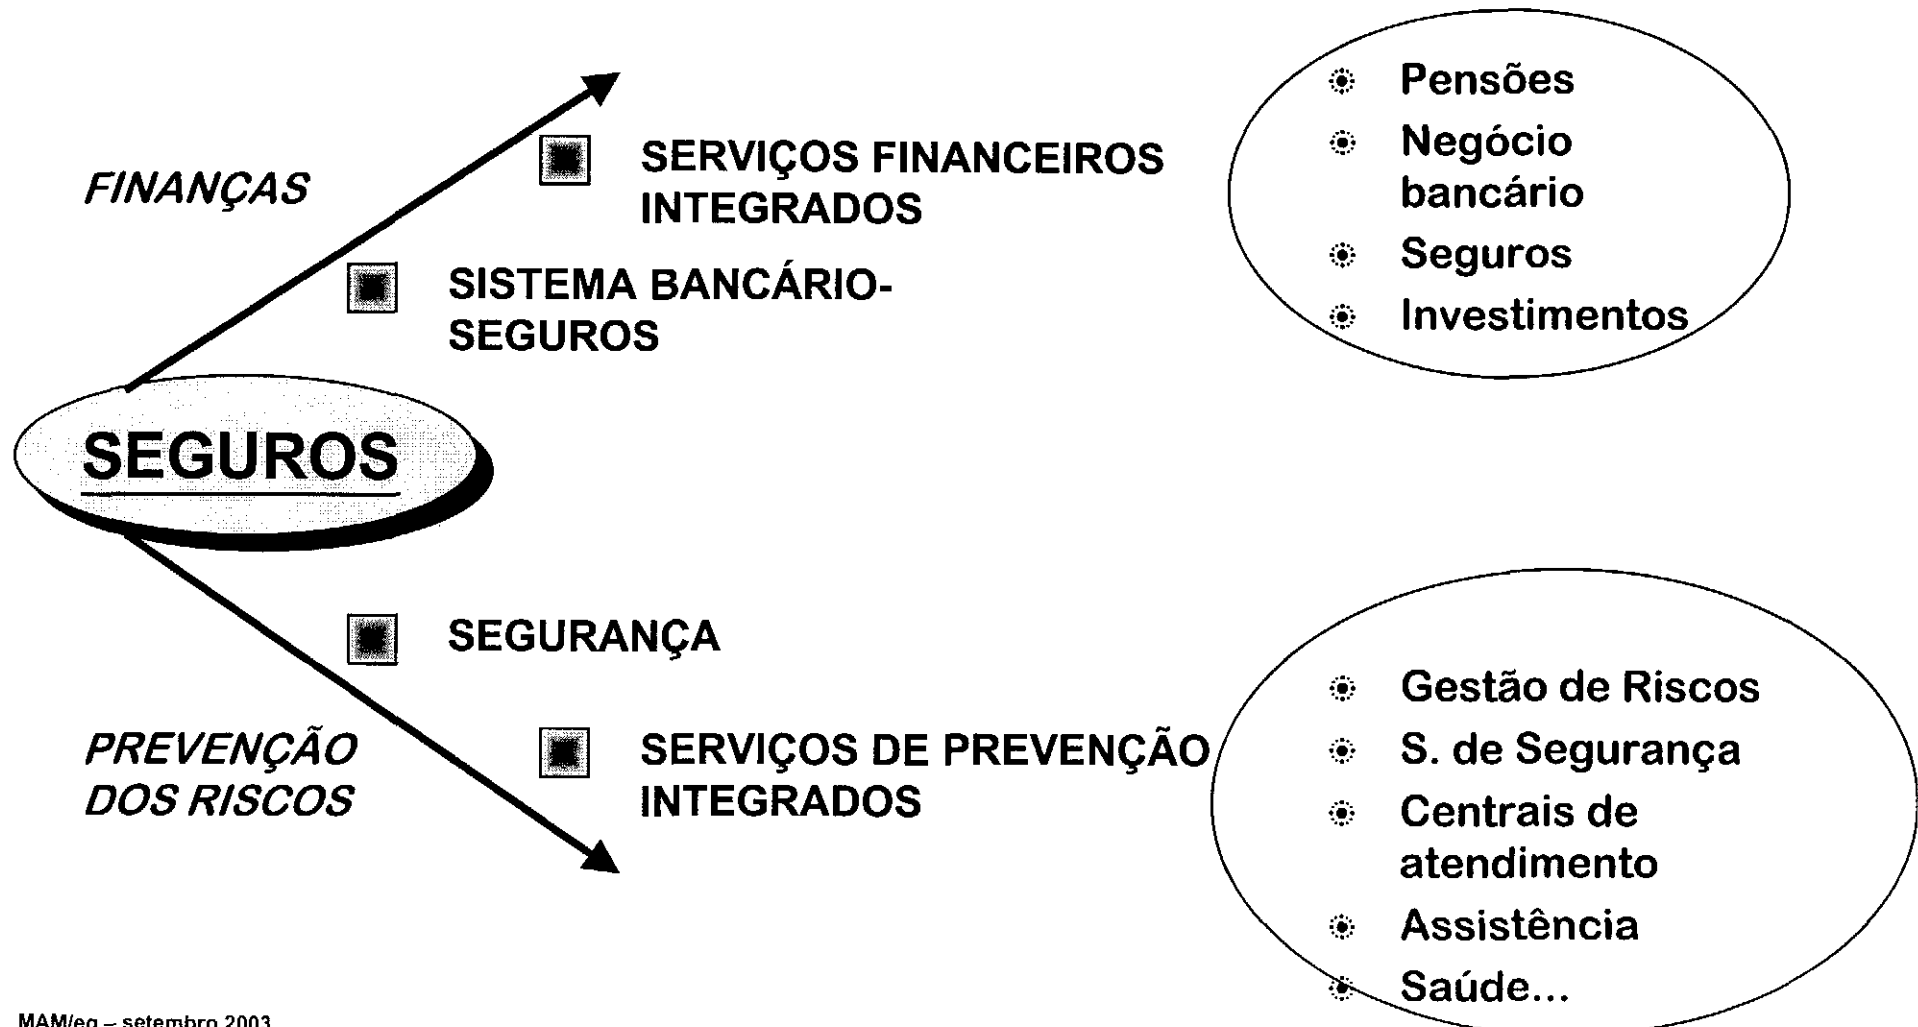 FINANÇAS
SERVIÇOS FINANCEIROS
INTEGRADOS
SISTEMA BANCÁRIO-
SEGUROS
Pensões
Negócio
bancário
Seguros
Investimentos
SEGUROS
SEGURANÇA
PREVENÇÃO
DOS RISCOS
SERVIÇOS DE PREVENÇÃO
INTEGRADOS
Gestão de Riscos
S. de Segurança
Centrais de
atendimento
Assistência
Saúde...
MAM/eg – setembro 2003